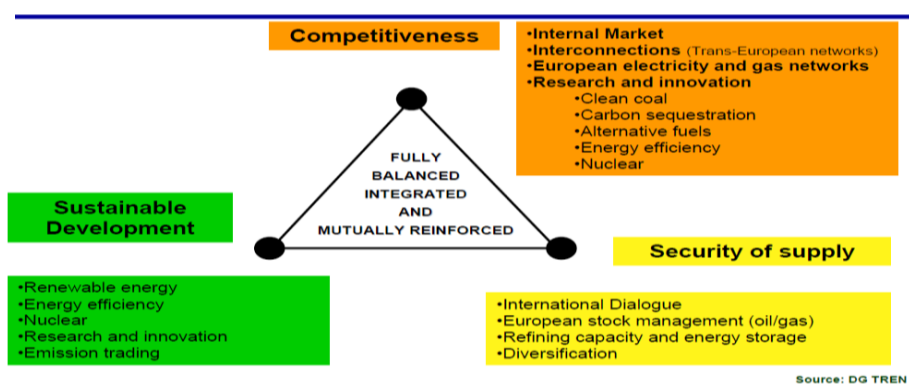 Competitiveness
•Internal Market
•Interconnections (Trans-European networks)
•European electricity and gas networks
•Research and innovation
•Clean coal
•Carbon sequestration
•Alternative fuels
•Energy efficiency
•Nuclear
FULLY
BALANCED
INTEGRATED
AND
MUTUALLY REINFORCED
Sustainable
Development
•Renewable energy
•Energy efficiency
•Nuclear
•Research and innovation
•Emission trading
Security of supply
•International Dialogue
•European stock management (oil/gas)
•Refining capacity and energy storage
•Diversification
Source: DG TREN